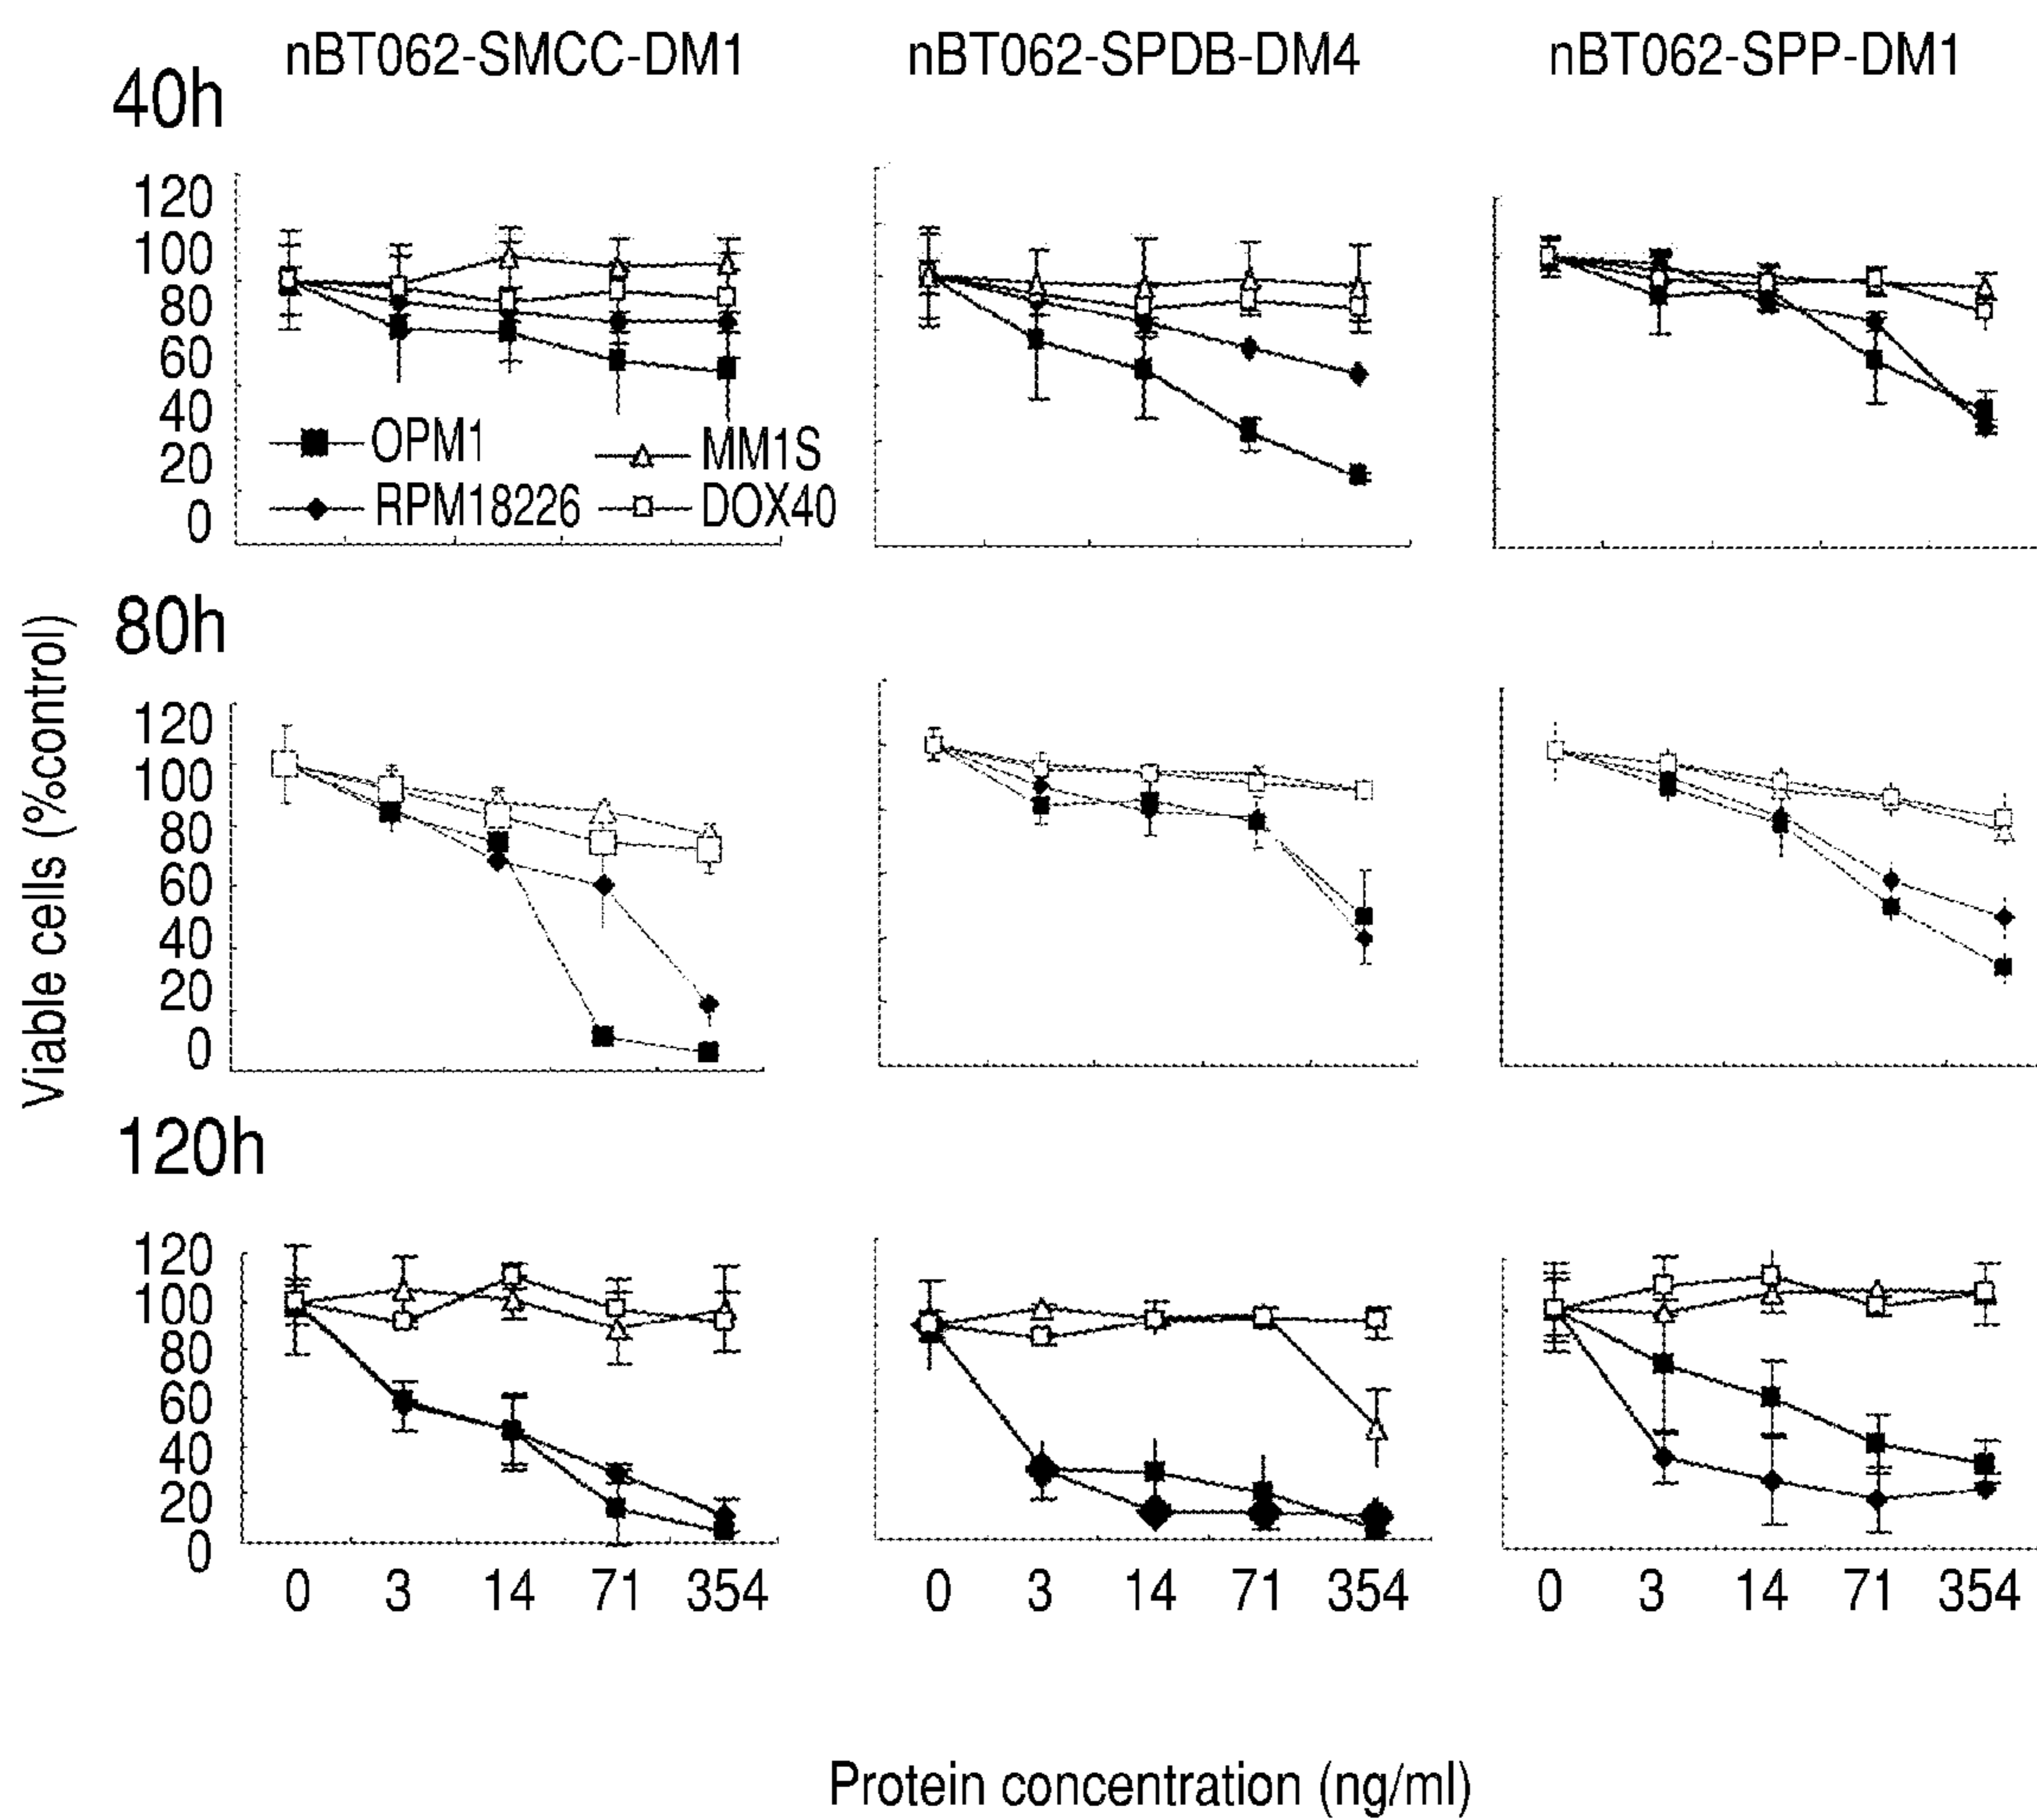 nBT062-SMCC-DM1 nBT062-SPDB-DM4 nBT062-SPP-DM1
40h
120
100
80
60
40
20
0
OPM1 MM1S
RPM18226 DOX40
80h
120
100
80
60
40
20
0
Viable cells (%control)
120h
120
100
80
60
40
20
0
0 3 14 71 354 0 3 14 71 354 0 3 14 71 354
Protein concentration (ng/ml)